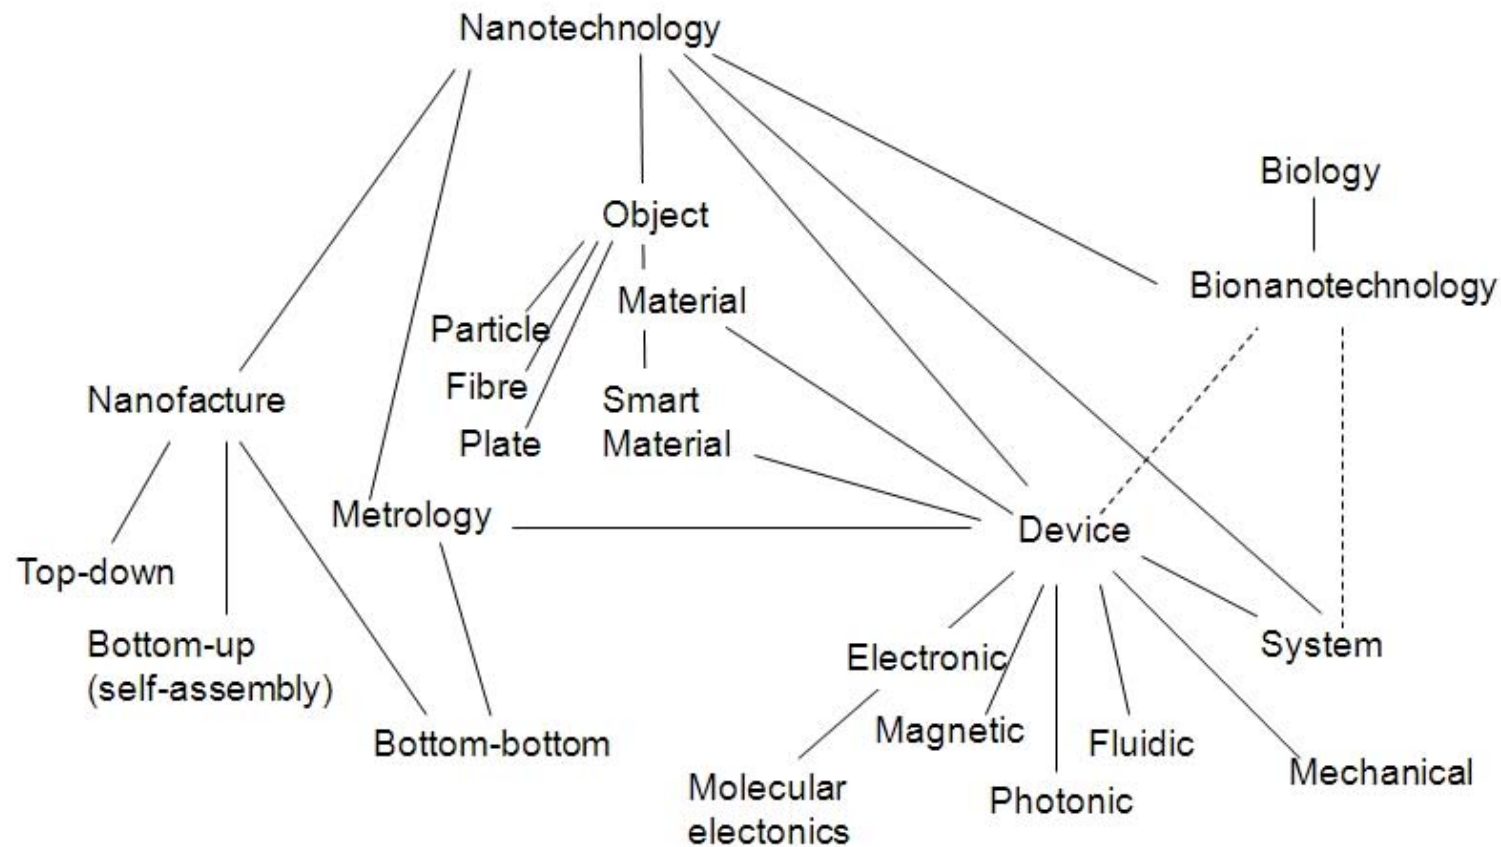 Nanotechnology
Biology
Object
Bionanotechnology
Material
Particle
Fibre
Smart
Material
Plate
Nanofacture
Metrology
Device
Top-down
Bottom-up
(self-assembly)
Bottom-bottom
Electronic
System
Magnetic
Fluidic
Mechanical
Molecular
electonics
Photonic